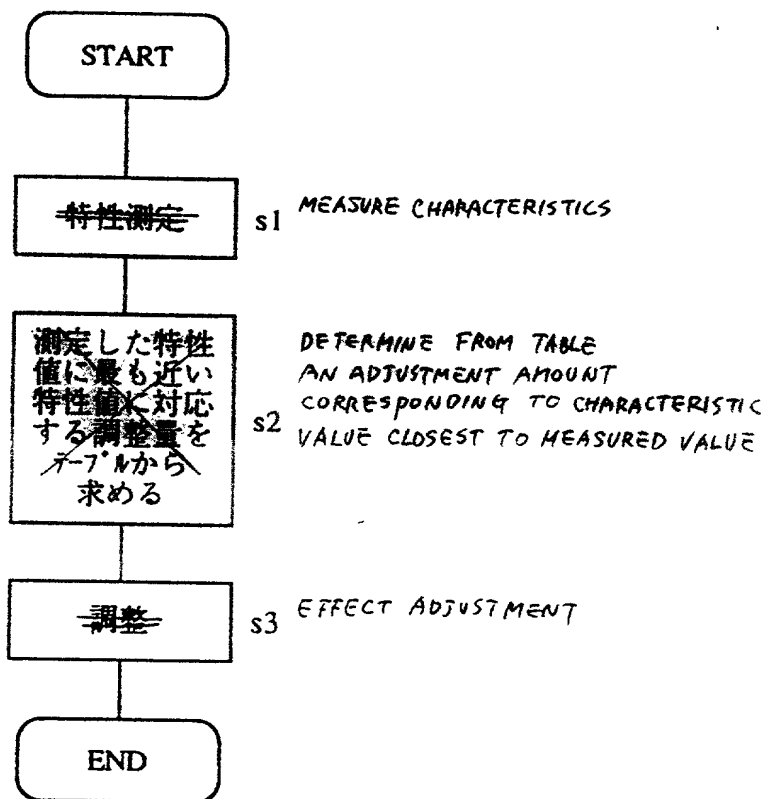 START
特性測定
s1
MEASURE CHARACTERISTICS
測定した特性
値に最も近い
特性値に対応
する調整量を
テーブルから
求める
s2
DETERMINE FROM TABLE
AN ADJUSTMENT AMOUNT
CORRESPONDING TO CHARACTERISTIC
VALUE CLOSEST TO MEASURED VALUE
調整
s3
EFFECT ADJUSTMENT
END